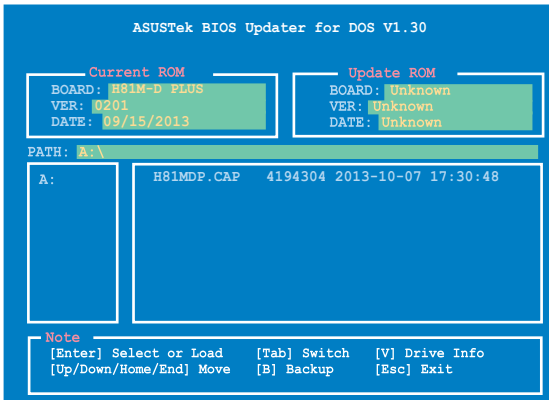 ASUSTek BIOS Updater for DOS V1.30
Current ROM
BOARD: H81M-D PLUS
VER: 0201
DATE: 09/15/2013
Update ROM
BOARD: Unknown
VER: Unknown
DATE: Unknown
PATH: A:\
A:
H81MDP.CAP 4194304 2013-10-07 17:30:48
Note
[Enter] Select or Load [Tab] Switch [V] Drive Info
[Up/Down/Home/End] Move [B] Backup [Esc] Exit